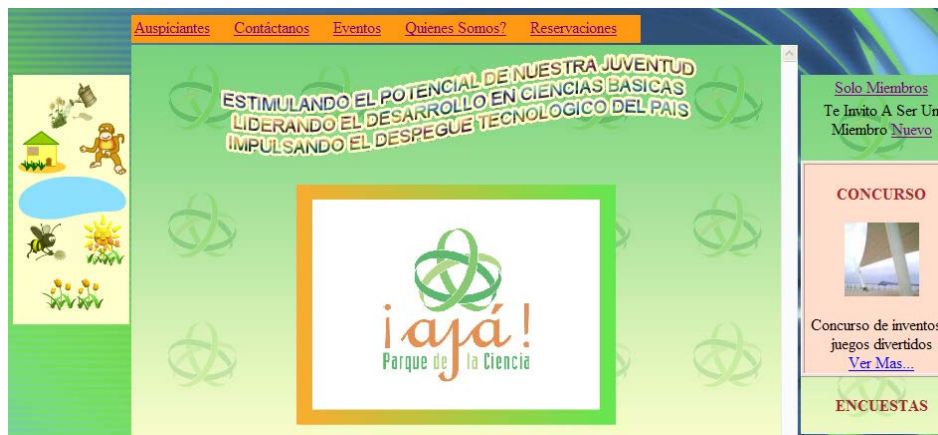 Auspiciantes Contáctanos Eventos Quienes Somos? Reservaciones
ESTIMULANDO EL POTENCIAL DE NUESTRA JUVENTUD
LIDERANDO EL DESARROLLO EN CIENCIAS BASICAS
IMPULSANDO EL DESPEGUE TECNOLOGICO DEL PAIS
¡ajá!
Parque de la Ciencia
Solo Miembros
Te Invito A Ser Un
Miembro Nuevo
CONCURSO
Concurso de inventos
juegos divertidos
Ver Mas...
ENCUESTAS